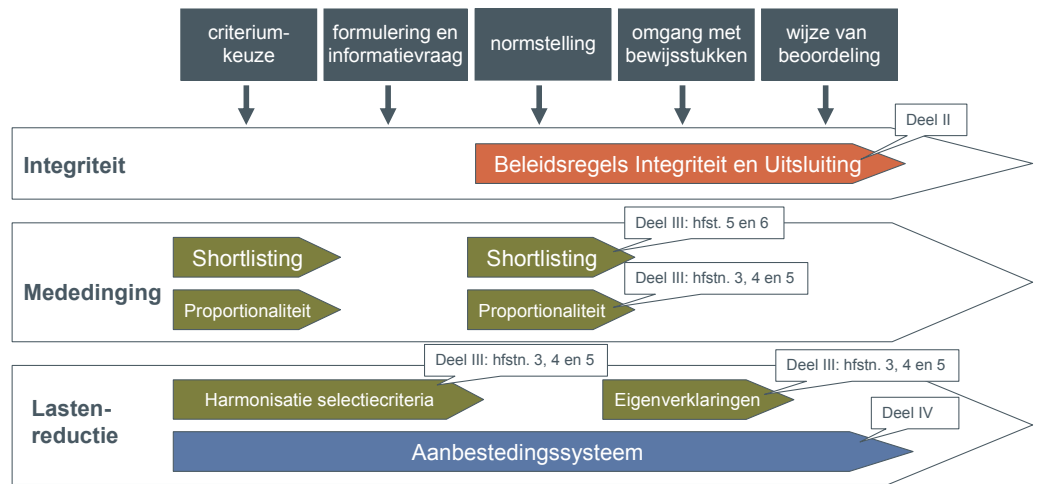 criterium-
keuze
formulering en
informatievraag
normstelling
omgang met
bewijsstukken
wijze van
beoordeling
Deel II
Integriteit
Beleidsregels Integriteit en Uitsluiting
Deel III: hfst. 5 en 6
Shortlisting
Shortlisting
Mededinging
Deel III: hfstn. 3, 4 en 5
Proportionaliteit
Proportionaliteit
Deel III: hfstn. 3, 4 en 5
Deel III: hfstn. 3, 4 en 5
Harmonisatie selectiecriteria
Eigenverklaringen
Lasten-
reductie
Deel IV
Aanbestedingssysteem